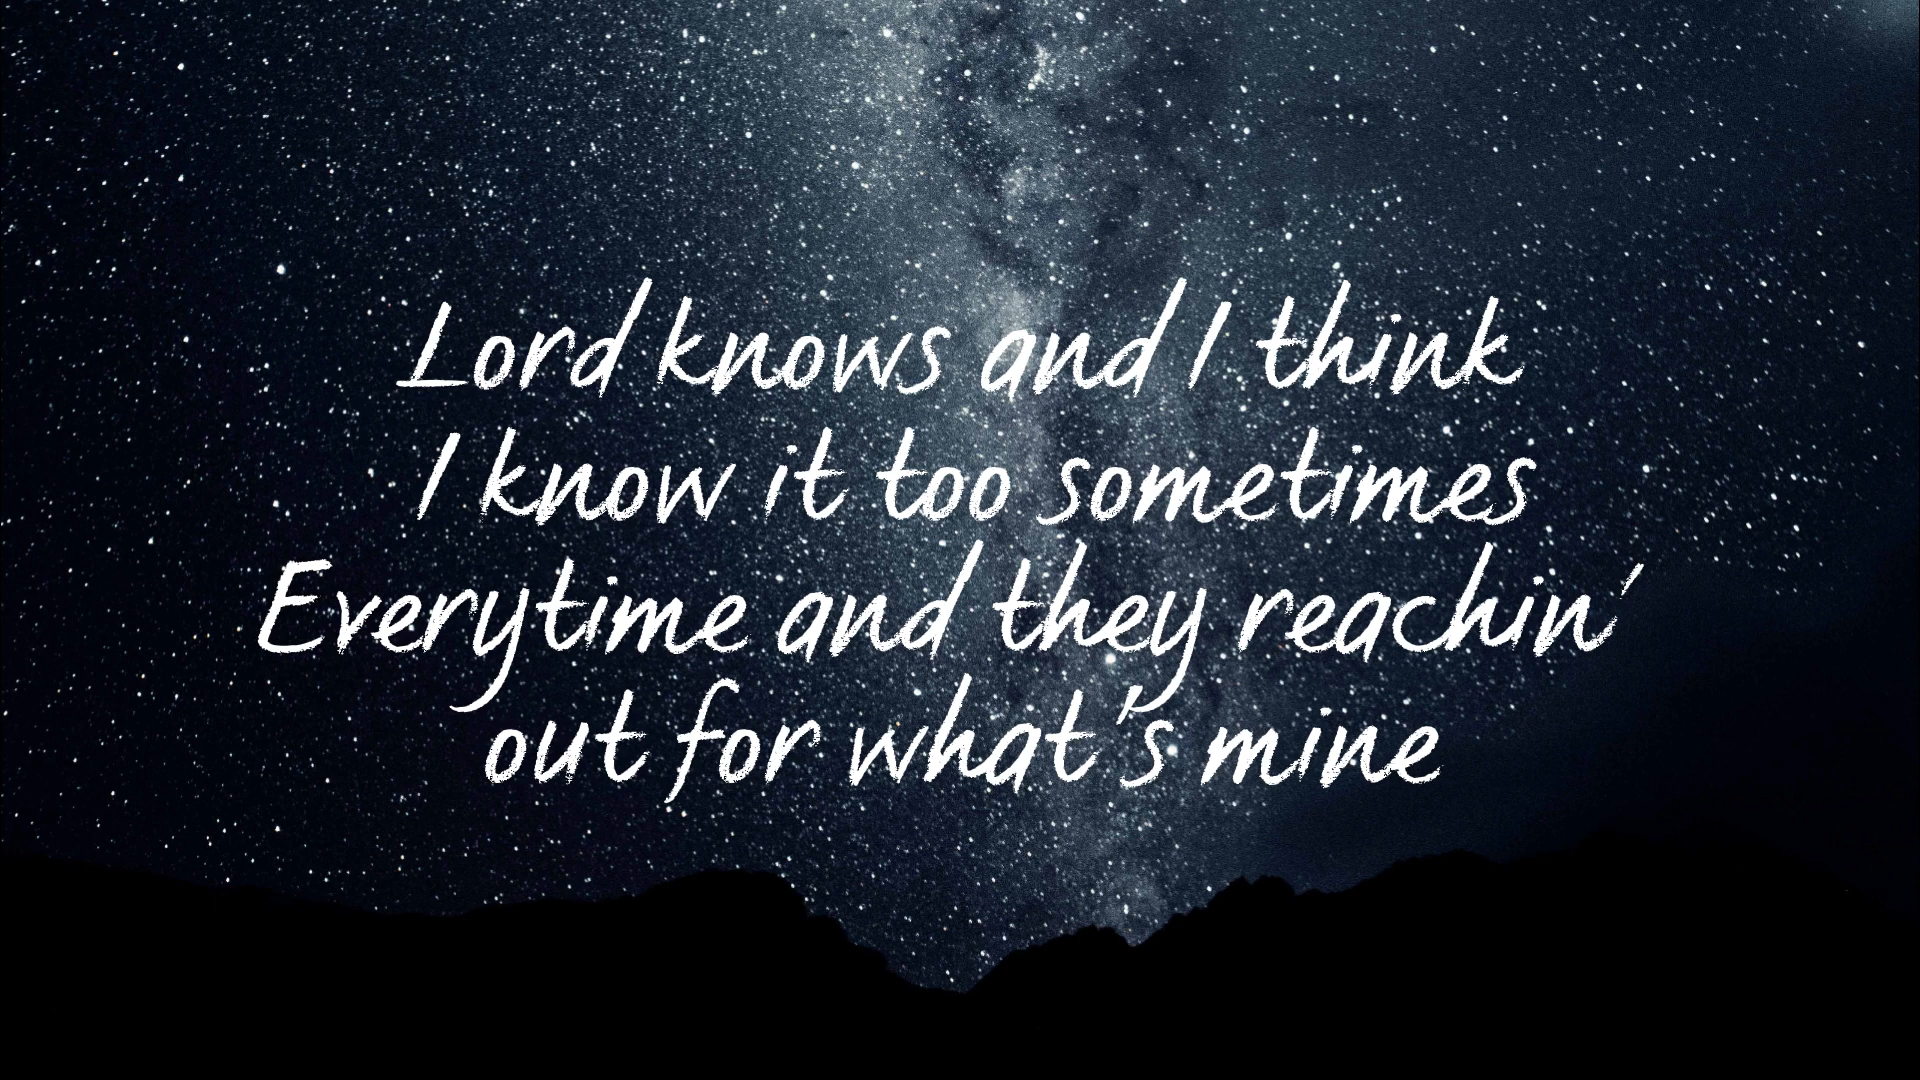 Lord knows and I think
I know it too sometimes
Everytime and they reachin'
out for what's mine